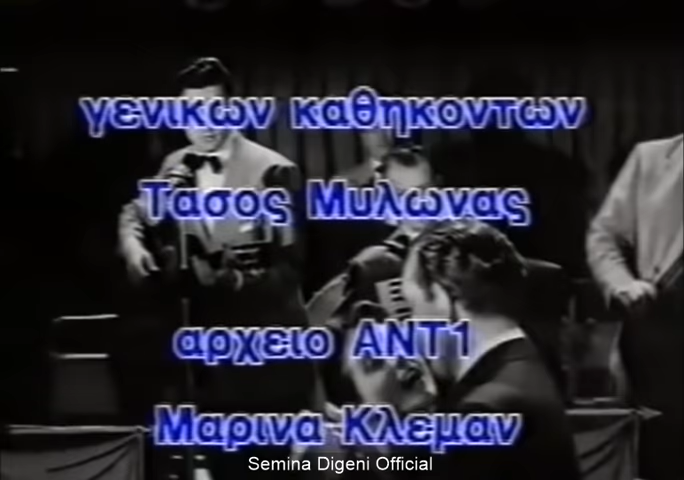 γενικων καθηκοντων
Τασος Μυλωνας
αρχειο ΑΝΤ1
Μαρινα Κλεμαν
Semina Digeni Official